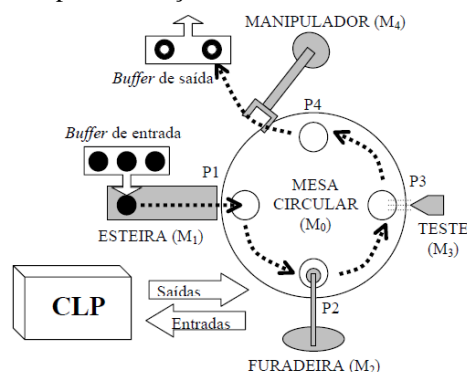 MANIPULADOR (M4)
Buffer de saída
P4
Buffer de entrada
P1
MESA
CIRCULAR (M0)
P3
ESTEIRA (M1)
TESTE
(M3)
CLP
Saídas
Entradas
P2
FURADEIRA (M2)